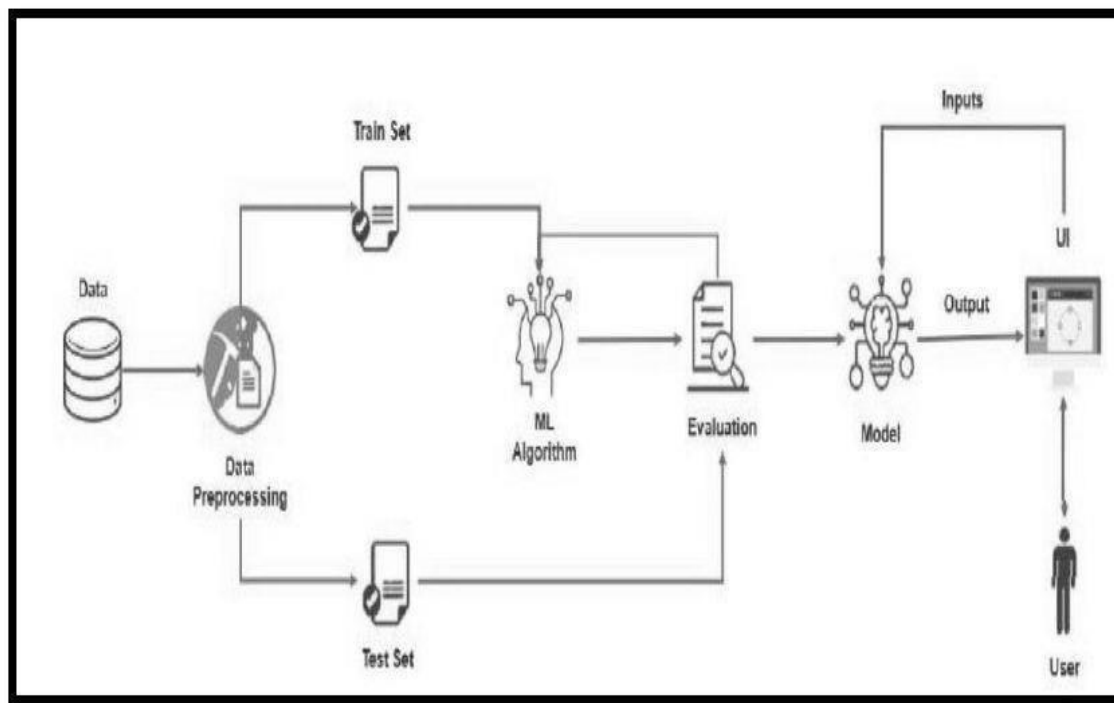 Inputs
Train Set
UI
Data
Output
ML
Algorithm
Evaluation
Model
Data
Preprocessing
Test Set
User